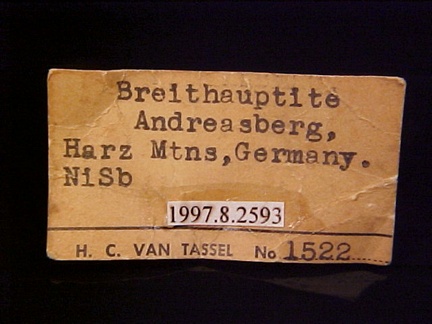 Breithauptite
Andreasberg,
Harz Mtns,Germany.
NiSb
1997.8.2593
H. C. VAN TASSEL No. 1522